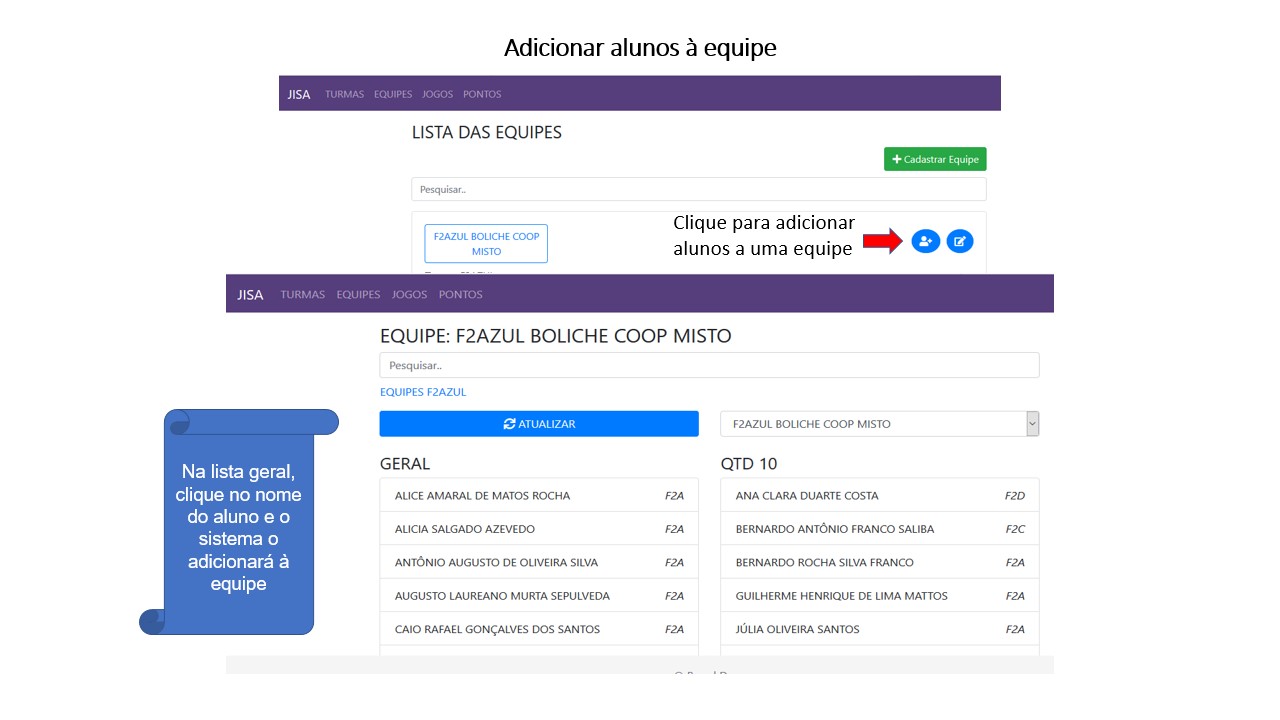 Adicionar alunos à equipe
JISA TURMAS EQUIPES JOGOS PONTOS
LISTA DAS EQUIPES
Cadastrar Equipe
Pesquisar..
F2AZUL BOLICHE COOP
MISTO
Clique para adicionar
alunos a uma equipe
JISA TURMAS EQUIPES JOGOS PONTOS
EQUIPE: F2AZUL BOLICHE COOP MISTO
Pesquisar..
EQUIPES F2AZUL
ATUALIZAR
F2AZUL BOLICHE COOP MISTO
Na lista geral,
clique no nome
do aluno e o
sistema o
adicionará à
equipe
GERAL
ALICE AMARAL DE MATOS ROCHA F2A
ALICIA SALGADO AZEVEDO F2A
ANTÔNIO AUGUSTO DE OLIVEIRA SILVA F2A
AUGUSTO LAUREANO MURTA SEPULVEDA F2A
CAIO RAFAEL GONÇALVES DOS SANTOS F2A
QTD 10
ANA CLARA DUARTE COSTA F2D
BERNARDO ANTÔNIO FRANCO SALIBA F2C
BERNARDO ROCHA SILVA FRANCO F2A
GUILHERME HENRIQUE DE LIMA MATTOS F2A
JÚLIA OLIVEIRA SANTOS F2A